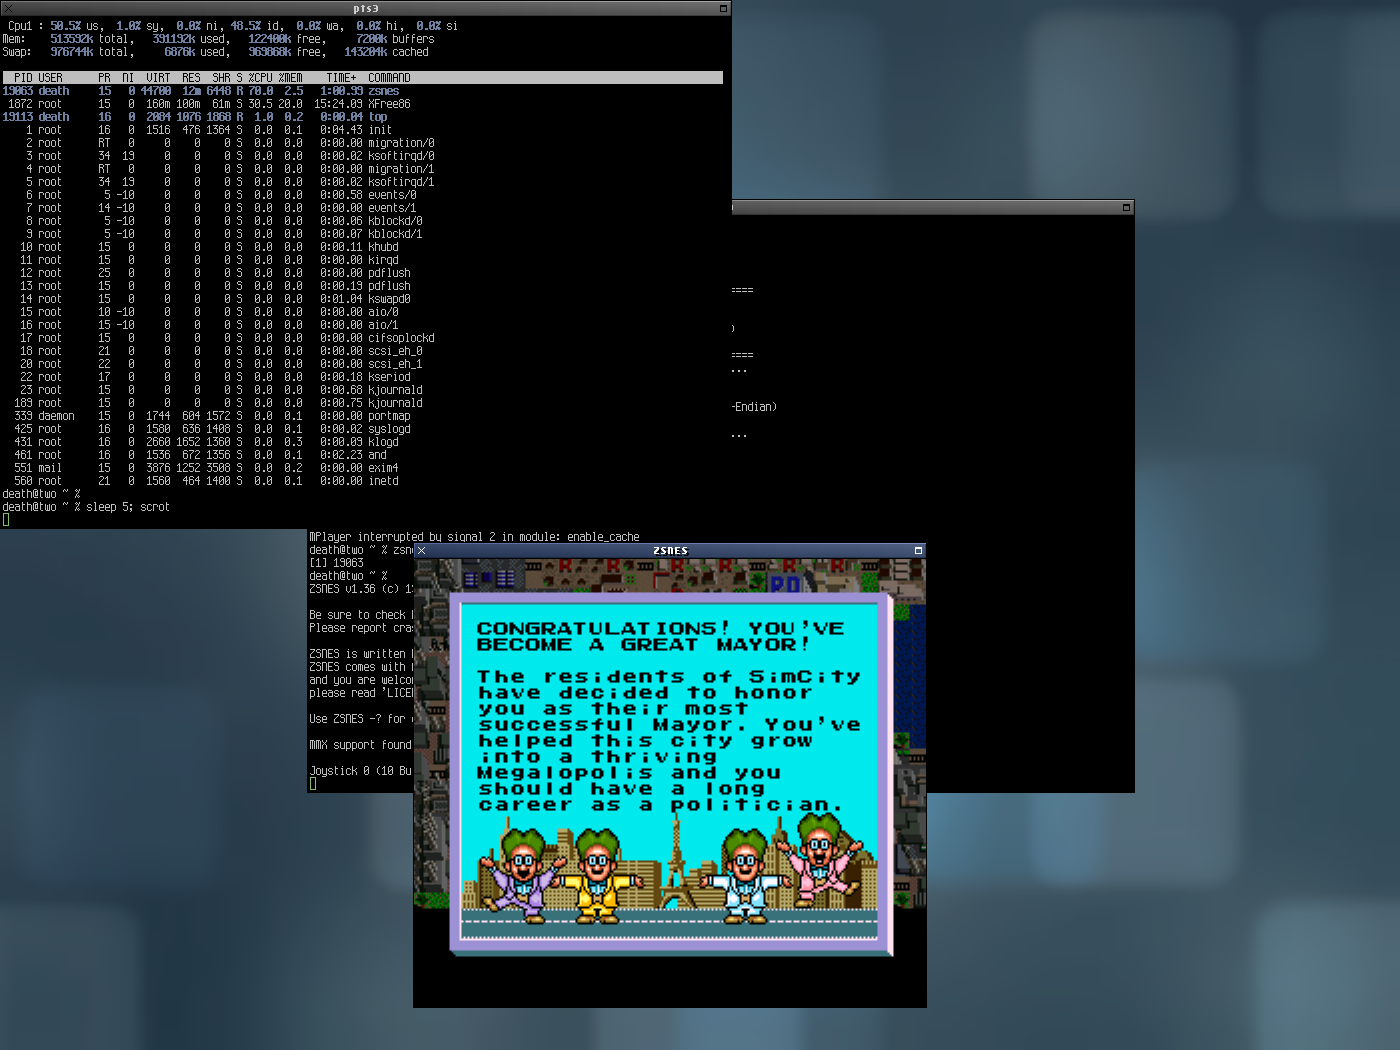 pts3
Cpu1 : 50.5% us, 1.0% sy, 0.0% ni, 48.5% id, 0.0% wa, 0.0% hi, 0.0% si
Mem: 513592k total, 391192k used, 122400k free, 7200k buffers
Swap: 976744k total, 6876k used, 969868k free, 143204k cached
PID USER PR NI VIRT RES SHR S %CPU %MEM TIME+ COMMAND
19063 death 15 0 44700 12m 6448 R 70.0 2.5 1:00.99 zsnes
1872 root 15 0 160m 100m 61m S 30.5 20.0 15:24.09 XFree86
19113 death 16 0 2084 1076 1868 R 1.0 0.2 0:00.04 top
1 root 16 0 1516 476 1364 S 0.0 0.1 0:04.43 init
2 root RT 0 0 0 0 S 0.0 0.0 0:00.00 migration/0
3 root 34 19 0 0 0 S 0.0 0.0 0:00.02 ksoftirqd/0
4 root RT 0 0 0 0 S 0.0 0.0 0:00.00 migration/1
5 root 34 19 0 0 0 S 0.0 0.0 0:00.02 ksoftirqd/1
6 root 5 -10 0 0 0 S 0.0 0.0 0:00.58 events/0
7 root 14 -10 0 0 0 S 0.0 0.0 0:00.00 events/1
8 root 5 -10 0 0 0 S 0.0 0.0 0:00.06 kblockd/0
9 root 5 -10 0 0 0 S 0.0 0.0 0:00.07 kblockd/1
10 root 15 0 0 0 0 S 0.0 0.0 0:00.11 khubd
11 root 15 0 0 0 0 S 0.0 0.0 0:00.00 kirqd
12 root 25 0 0 0 0 S 0.0 0.0 0:00.00 pdflush
13 root 15 0 0 0 0 S 0.0 0.0 0:00.19 pdflush
14 root 15 0 0 0 0 S 0.0 0.0 0:01.04 kswapd0
15 root 10 -10 0 0 0 S 0.0 0.0 0:00.00 aio/0
16 root 15 -10 0 0 0 S 0.0 0.0 0:00.00 aio/1
17 root 15 0 0 0 0 S 0.0 0.0 0:00.00 cifsoplockd
18 root 21 0 0 0 0 S 0.0 0.0 0:00.00 scsi_eh_0
20 root 22 0 0 0 0 S 0.0 0.0 0:00.00 scsi_eh_1
22 root 17 0 0 0 0 S 0.0 0.0 0:00.18 kseriod
23 root 15 0 0 0 0 S 0.0 0.0 0:00.68 kjournald
189 root 15 0 0 0 0 S 0.0 0.0 0:00.75 kjournald
339 daemon 15 0 1744 604 1572 S 0.0 0.1 0:00.00 portmap
425 root 16 0 1580 636 1408 S 0.0 0.1 0:00.02 syslogd
431 root 16 0 2660 1652 1360 S 0.0 0.3 0:00.09 klogd
461 root 16 0 1536 672 1356 S 0.0 0.1 0:02.23 and
551 mail 15 0 3876 1252 3508 S 0.0 0.2 0:00.00 exim4
560 root 21 0 1560 464 1400 S 0.0 0.1 0:00.00 inetd
death@two ~ %
death@two ~ % sleep 5; scrot
====
)
====
...
-Endian)
...
MPlayer interrupted by signal 2 in module: enable_cache
death@two ~ % zsn
[1] 19063
death@two ~ %
ZSNES v1.36 (c) 1
Be sure to check
Please report cra
ZSNES is written
ZSNES comes with
and you are welco
please read 'LICE
Use ZSNES -? for
MMX support found
Joystick 0 (10 Bu
ZSNES
PD
CONGRATULATIONS! YOU'VE
BECOME A GREAT MAYOR!
The residents of SimCity
have decided to honor
you as their most
successful Mayor. You've
helped this city grow
into a thriving
Megalopolis and you
should have a long
career as a politician.